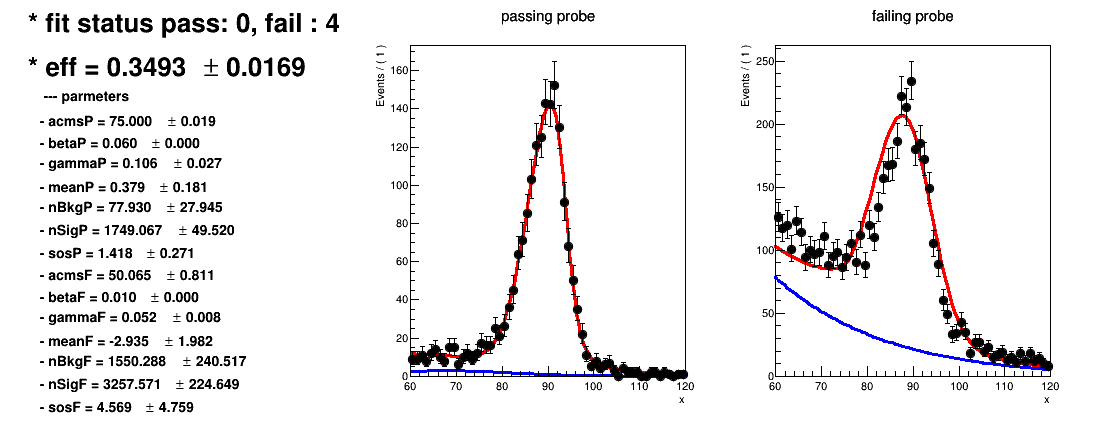 * fit status pass: 0, fail : 4
* eff = 0.3493 ± 0.0169
--- parmeters
- acmsP = 75.000 ± 0.019
- betaP = 0.060 ± 0.000
- gammaP = 0.106 ± 0.027
- meanP = 0.379 ± 0.181
- nBkgP = 77.930 ± 27.945
- nSigP = 1749.067 ± 49.520
- sosP = 1.418 ± 0.271
- acmsF = 50.065 ± 0.811
- betaF = 0.010 ± 0.000
- gammaF = 0.052 ± 0.008
- meanF = -2.935 ± 1.982
- nBkgF = 1550.288 ± 240.517
- nSigF = 3257.571 ± 224.649
- sosF = 4.569 ± 4.759
passing probe
Events / ( 1 )
160
140
120
100
80
60
40
20
0
60 70 80 90 100 110 120
x
failing probe
Events / ( 1 )
250
200
150
100
50
0
60 70 80 90 100 110 120
x